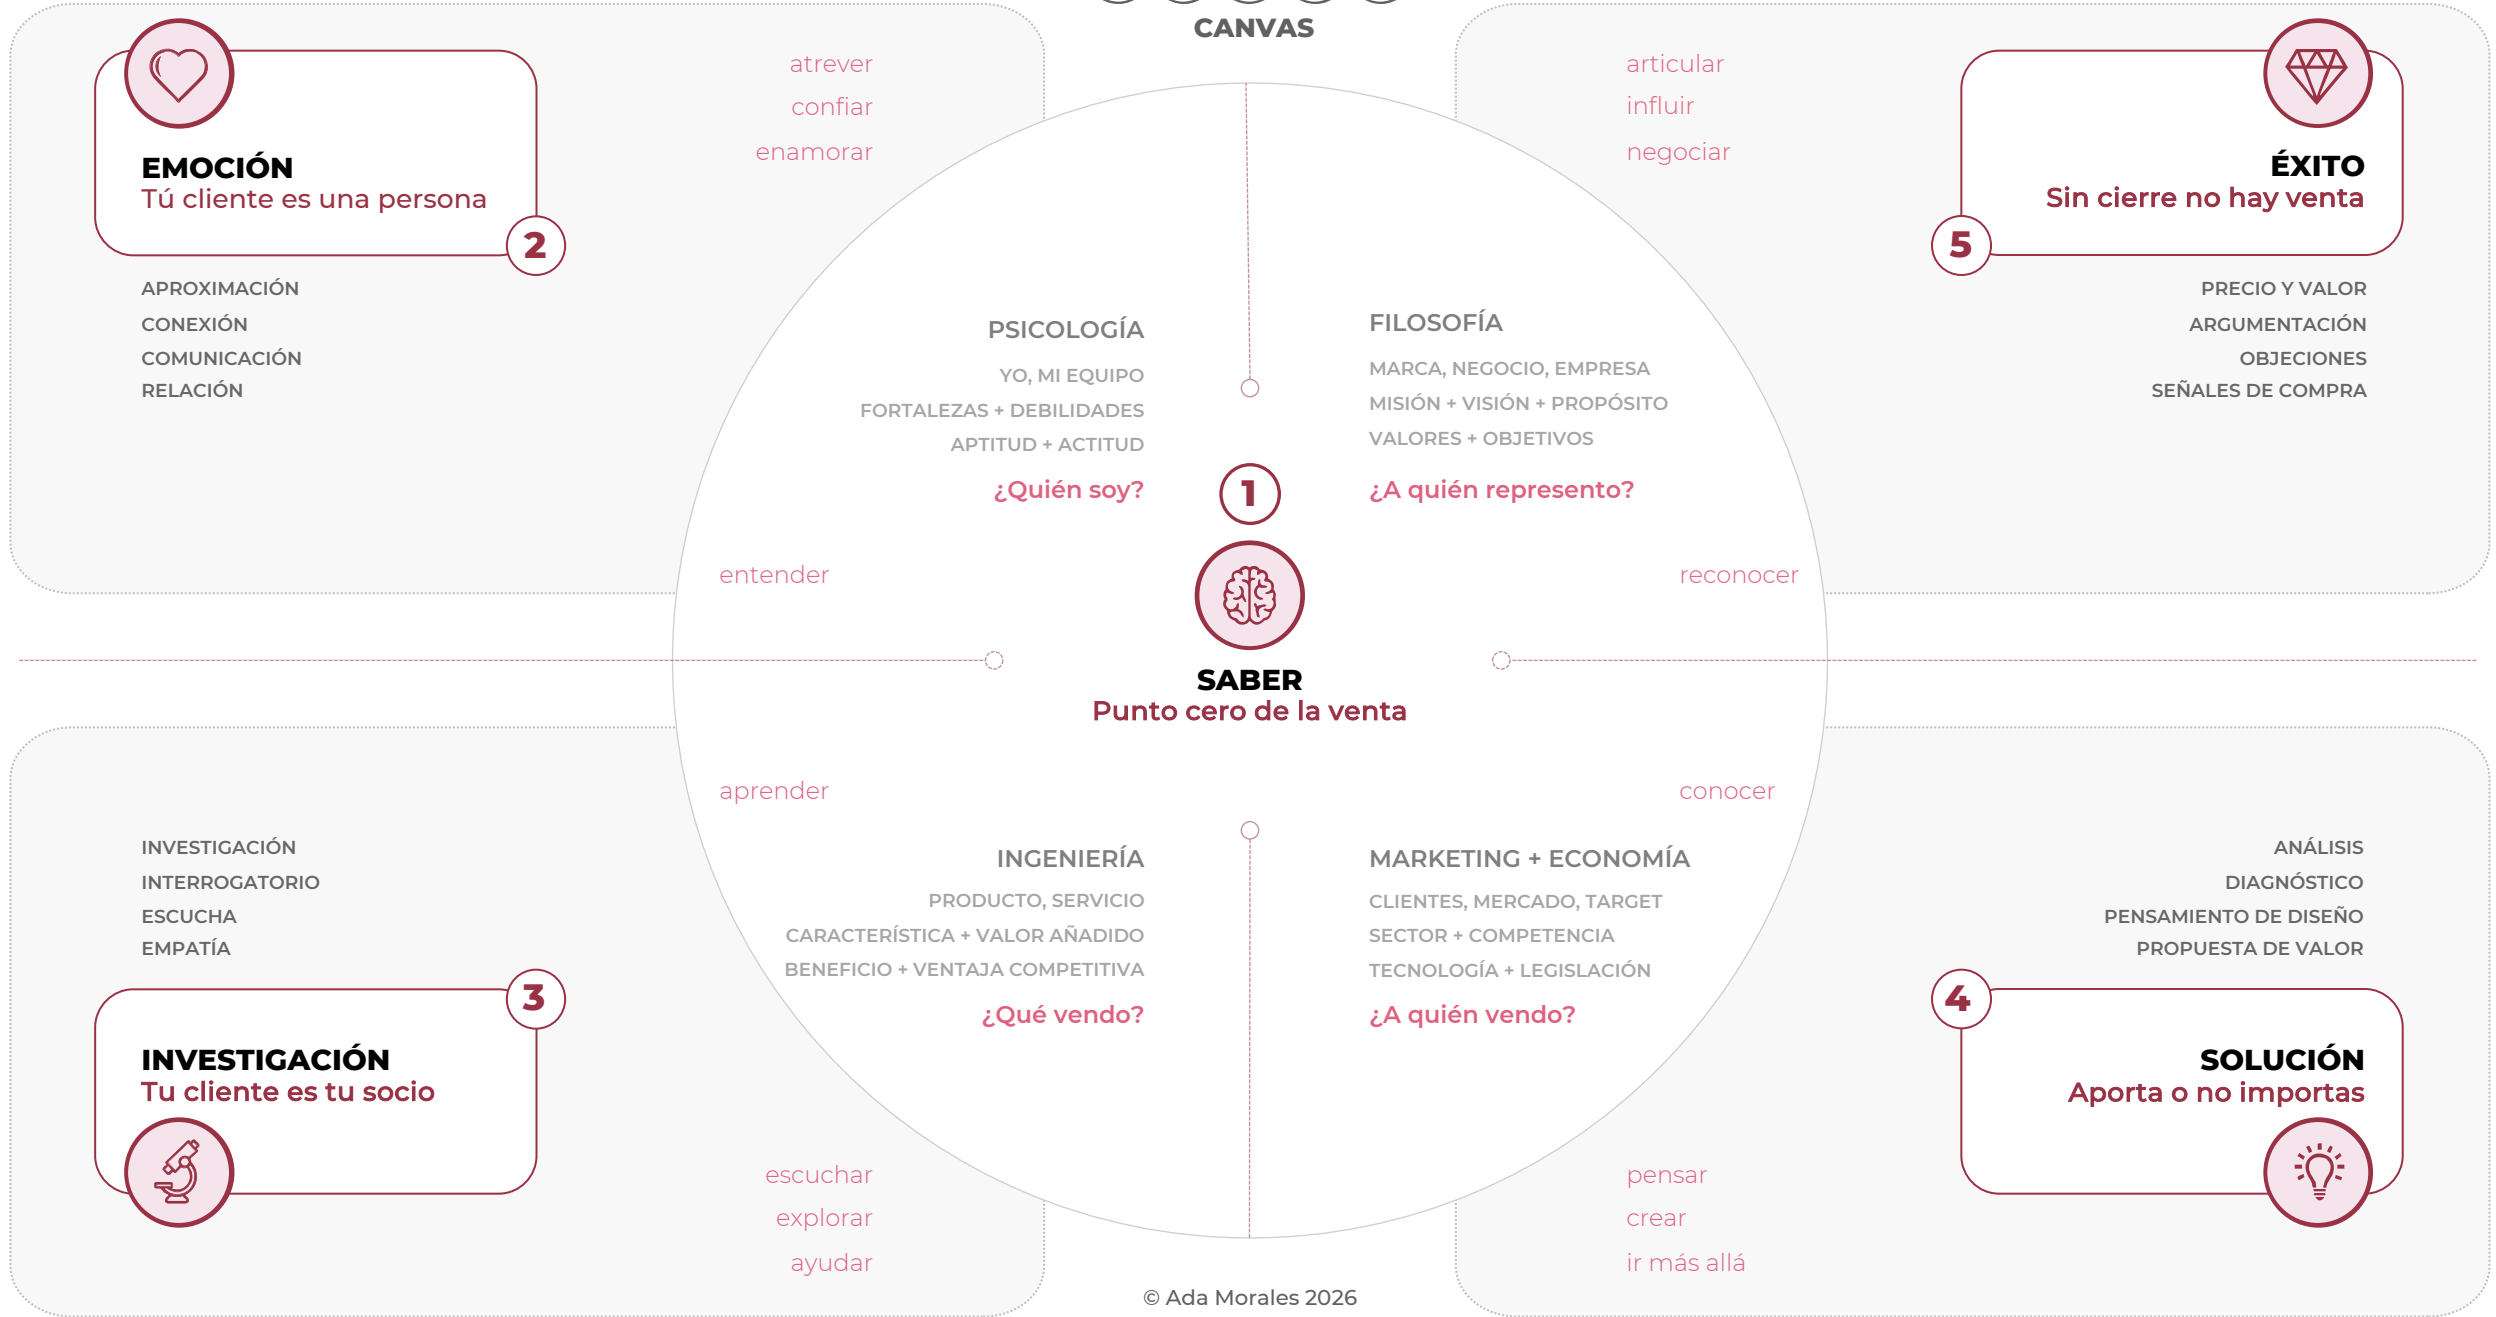 CANVAS
EMOCIÓN
Tú cliente es una persona
2
APROXIMACIÓN
CONEXIÓN
COMUNICACIÓN
RELACIÓN
atrever
confiar
enamorar
articular
influir
negociar
ÉXITO
Sin cierre no hay venta
5
PRECIO Y VALOR
ARGUMENTACIÓN
OBJECIONES
SEÑALES DE COMPRA
PSICOLOGÍA
YO, MI EQUIPO
FORTALEZAS + DEBILIDADES
APTITUD + ACTITUD
¿Quién soy?
FILOSOFÍA
MARCA, NEGOCIO, EMPRESA
MISIÓN + VISIÓN + PROPÓSITO
VALORES + OBJETIVOS
¿A quién represento?
1
entender
reconocer
SABER
Punto cero de la venta
aprender
conocer
INGENIERÍA
PRODUCTO, SERVICIO
CARACTERÍSTICA + VALOR AÑADIDO
BENEFICIO + VENTAJA COMPETITIVA
¿Qué vendo?
MARKETING + ECONOMÍA
CLIENTES, MERCADO, TARGET
SECTOR + COMPETENCIA
TECNOLOGÍA + LEGISLACIÓN
¿A quién vendo?
INVESTIGACIÓN
INTERROGATORIO
ESCUCHA
EMPATÍA
3
INVESTIGACIÓN
Tu cliente es tu socio
escuchar
explorar
ayudar
pensar
crear
ir más allá
ANÁLISIS
DIAGNÓSTICO
PENSAMIENTO DE DISEÑO
PROPUESTA DE VALOR
4
SOLUCIÓN
Aporta o no importas
© Ada Morales 2026